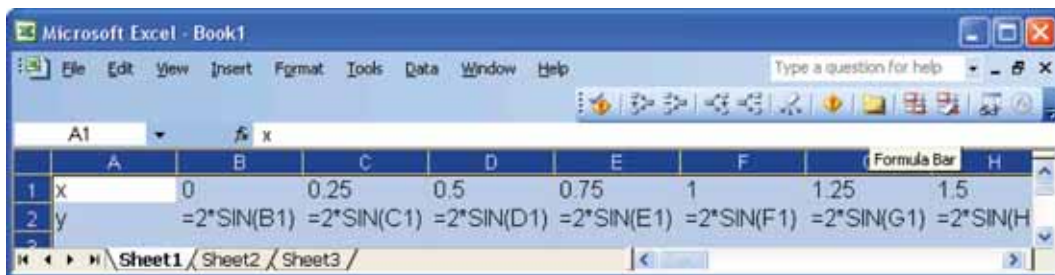 Microsoft Excel - Book1
File Edit View Insert Format Tools Data Window Help Type a question for help
A1 fx x
Formula Bar
A B C D E F G H
1 x 0 0.25 0.5 0.75 1 1.25 1.5
2 y =2*SIN(B1) =2*SIN(C1) =2*SIN(D1) =2*SIN(E1) =2*SIN(F1) =2*SIN(G1) =2*SIN(H
Sheet1 / Sheet2 / Sheet3 /